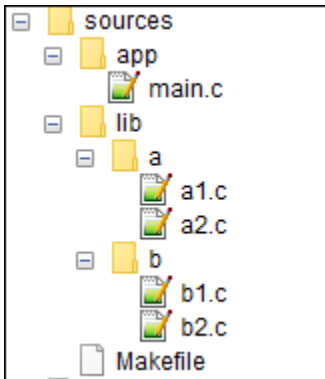 sources
app
main.c
lib
a
a1.c
a2.c
b
b1.c
b2.c
Makefile